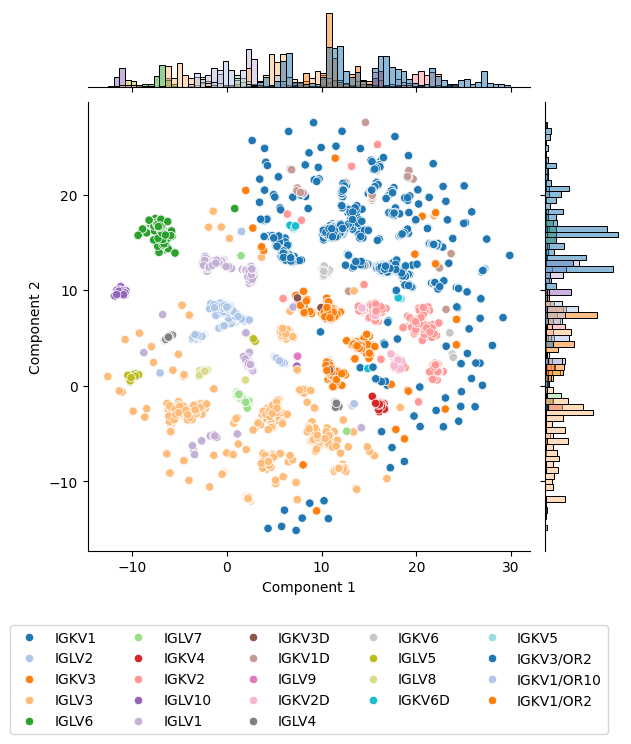 20
10
0
−10
Component 2
−10 0 10 20 30
Component 1
IGKV1 IGLV7 IGKV3D IGKV6 IGKV5
IGLV2 IGKV4 IGKV1D IGLV5 IGKV3/OR2
IGKV3 IGKV2 IGLV9 IGLV8 IGKV1/OR10
IGLV3 IGLV10 IGKV2D IGKV6D IGKV1/OR2
IGLV6 IGLV1 IGLV4